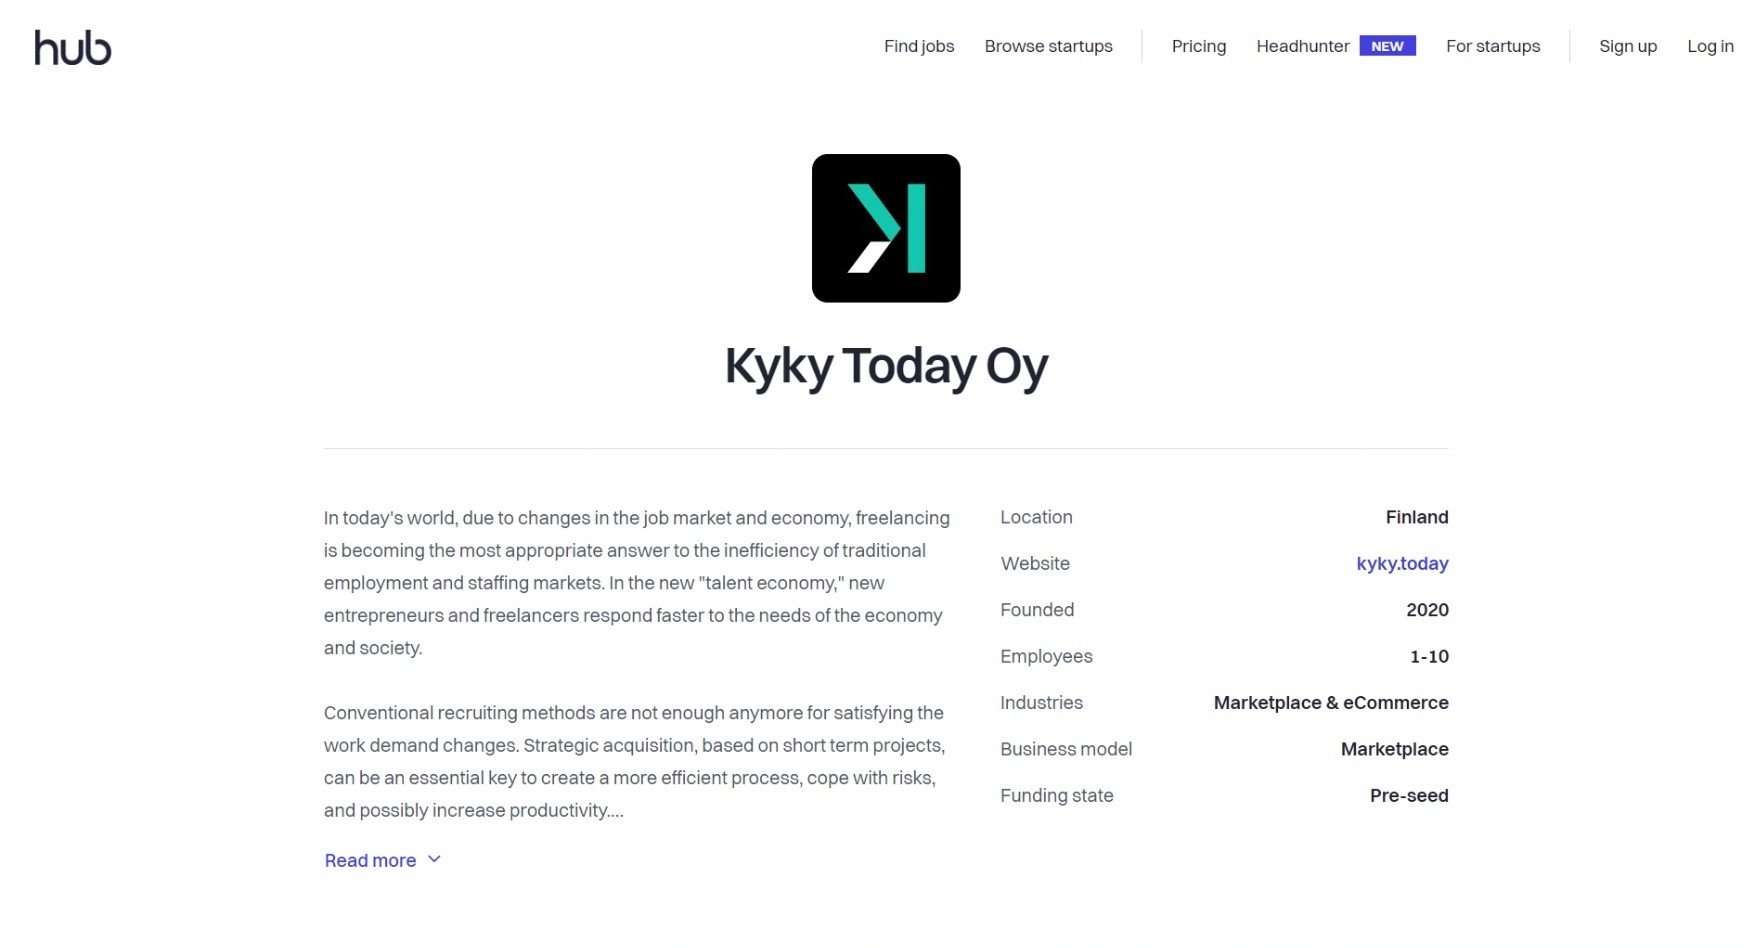 hub
Find jobs
Browse startups
Pricing
Headhunter NEW
For startups
Sign up
Log in
Kyky Today Oy
In today's world, due to changes in the job market and economy, freelancing
is becoming the most appropriate answer to the inefficiency of traditional
employment and staffing markets. In the new "talent economy," new
entrepreneurs and freelancers respond faster to the needs of the economy
and society.
Conventional recruiting methods are not enough anymore for satisfying the
work demand changes. Strategic acquisition, based on short term projects,
can be an essential key to create a more efficient process, cope with risks,
and possibly increase productivity....
Read more
Location Finland
Website kyky.today
Founded 2020
Employees 1-10
Industries Marketplace & eCommerce
Business model Marketplace
Funding state Pre-seed